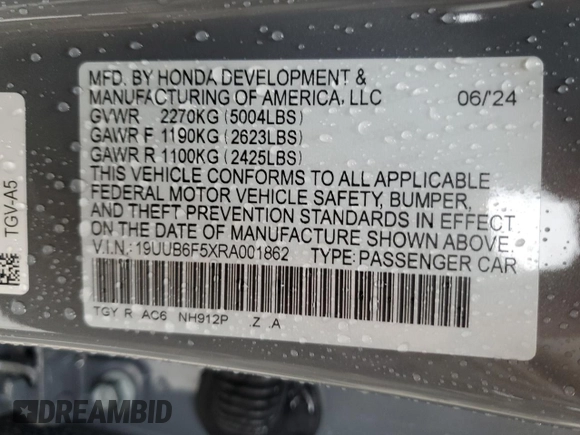 MFD. BY HONDA DEVELOPMENT &
MANUFACTURING OF AMERICA, LLC 06/'24
GVWR 2270KG (5004LBS)
GAWR F 1190KG (2623LBS)
GAWR R 1100KG (2425LBS)
THIS VEHICLE CONFORMS TO ALL APPLICABLE
FEDERAL MOTOR VEHICLE SAFETY, BUMPER,
AND THEFT PREVENTION STANDARDS IN EFFECT
ON THE DATE OF MANUFACTURE SHOWN ABOVE.
V.I.N.: 19UUB6F5XRA001862 TYPE: PASSENGER CAR
TGY R AC6 NH912P .Z .A
TGV-A5
DREAMBID